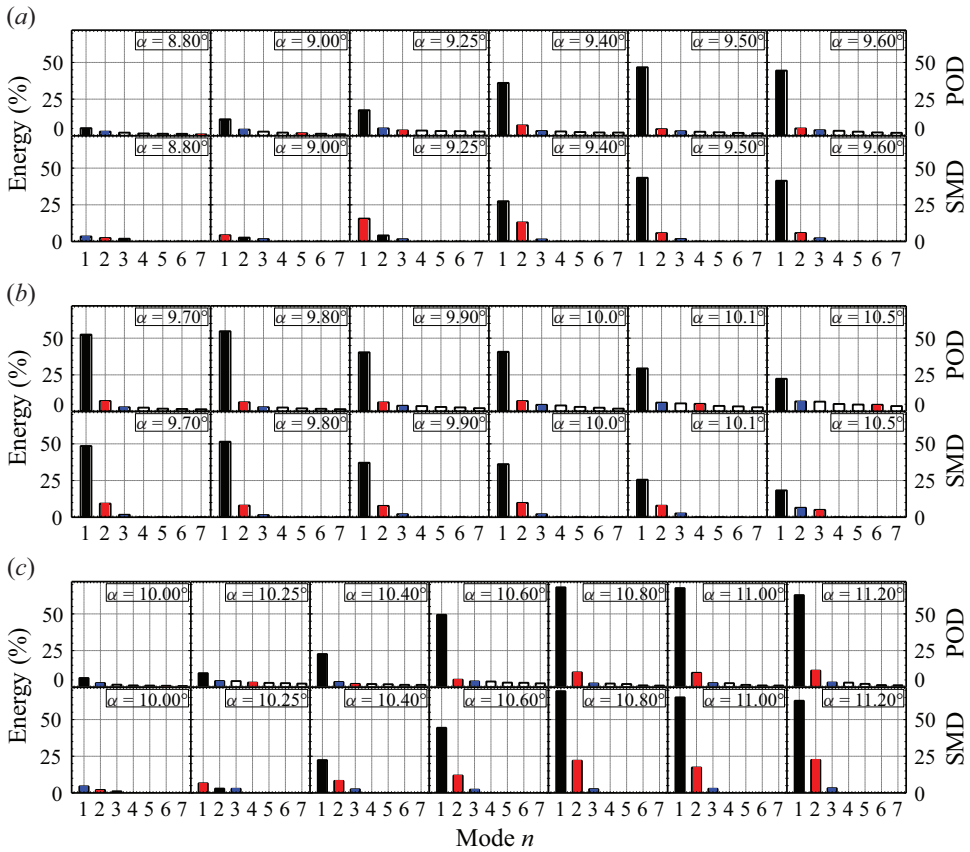 (a)
α = 8.80° α = 9.00° α = 9.25° α = 9.40° α = 9.50° α = 9.60°
50 50
25 25
0 0
Energy (%) POD
α = 8.80° α = 9.00° α = 9.25° α = 9.40° α = 9.50° α = 9.60°
50 50
25 25
0 0
SMD
1 2 3 4 5 6 7 1 2 3 4 5 6 7 1 2 3 4 5 6 7 1 2 3 4 5 6 7 1 2 3 4 5 6 7 1 2 3 4 5 6 7
(b)
α = 9.70° α = 9.80° α = 9.90° α = 10.0° α = 10.1° α = 10.5°
50 50
25 25
0 0
Energy (%) POD
α = 9.70° α = 9.80° α = 9.90° α = 10.0° α = 10.1° α = 10.5°
50 50
25 25
0 0
SMD
1 2 3 4 5 6 7 1 2 3 4 5 6 7 1 2 3 4 5 6 7 1 2 3 4 5 6 7 1 2 3 4 5 6 7 1 2 3 4 5 6 7
(c)
α = 10.00° α = 10.25° α = 10.40° α = 10.60° α = 10.80° α = 11.00° α = 11.20°
50 50
25 25
0 0
Energy (%) POD
α = 10.00° α = 10.25° α = 10.40° α = 10.60° α = 10.80° α = 11.00° α = 11.20°
50 50
25 25
0 0
SMD
1 2 3 4 5 6 7 1 2 3 4 5 6 7 1 2 3 4 5 6 7 1 2 3 4 5 6 7 1 2 3 4 5 6 7 1 2 3 4 5 6 7 1 2 3 4 5 6 7
Mode n